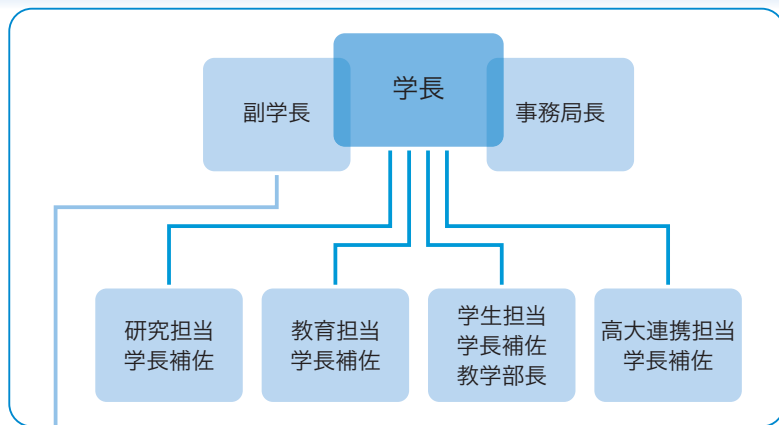 学長
副学長
事務局長
研究担当
学長補佐
教育担当
学長補佐
学生担当
学長補佐
教学部長
高大連携担当
学長補佐